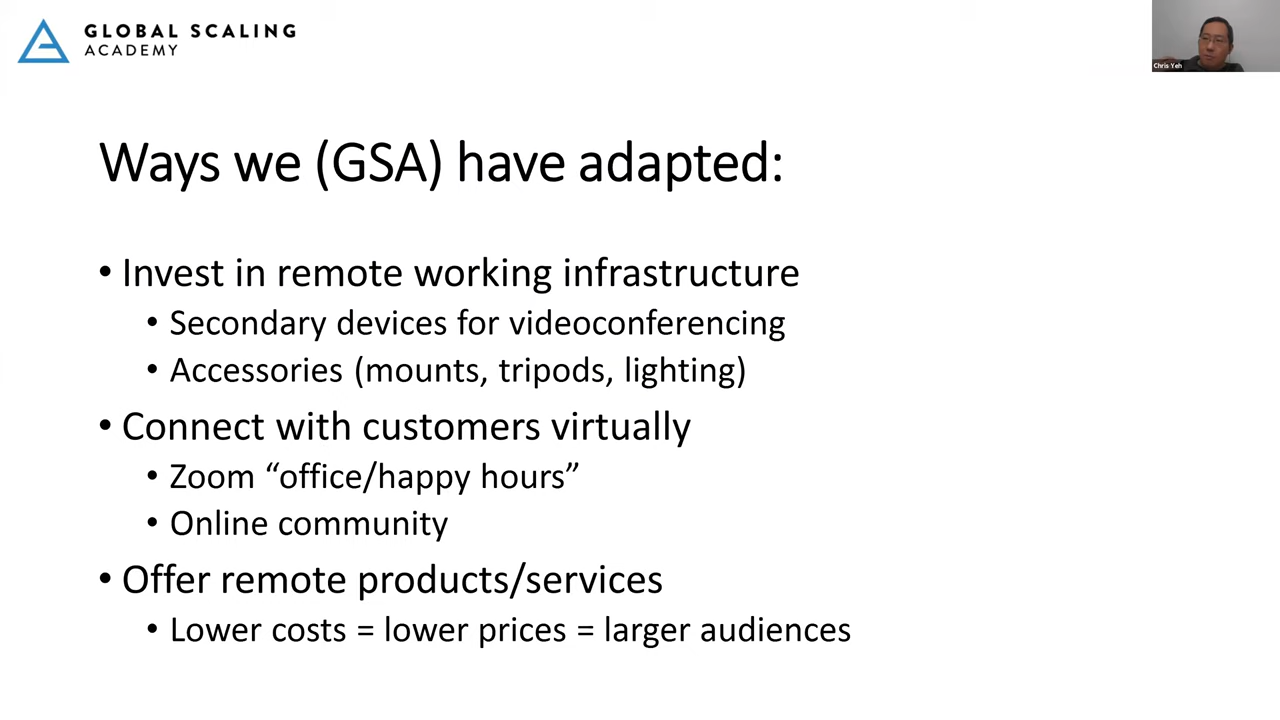 GLOBAL SCALING
ACADEMY
Chris Yeh
Ways we (GSA) have adapted:
• Invest in remote working infrastructure
• Secondary devices for videoconferencing
• Accessories (mounts, tripods, lighting)
• Connect with customers virtually
• Zoom “office/happy hours”
• Online community
• Offer remote products/services
• Lower costs = lower prices = larger audiences